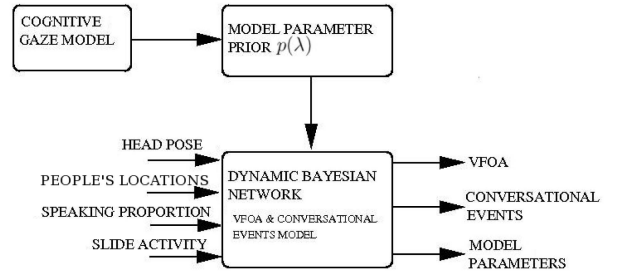 COGNITIVE
GAZE MODEL
MODEL PARAMETER
PRIOR p(λ)
HEAD POSE
PEOPLE'S LOCATIONS
SPEAKING PROPORTION
SLIDE ACTIVITY
DYNAMIC BAYESIAN
NETWORK
VFOA & CONVERSATIONAL
EVENTS MODEL
VFOA
CONVERSATIONAL
EVENTS
MODEL
PARAMETERS